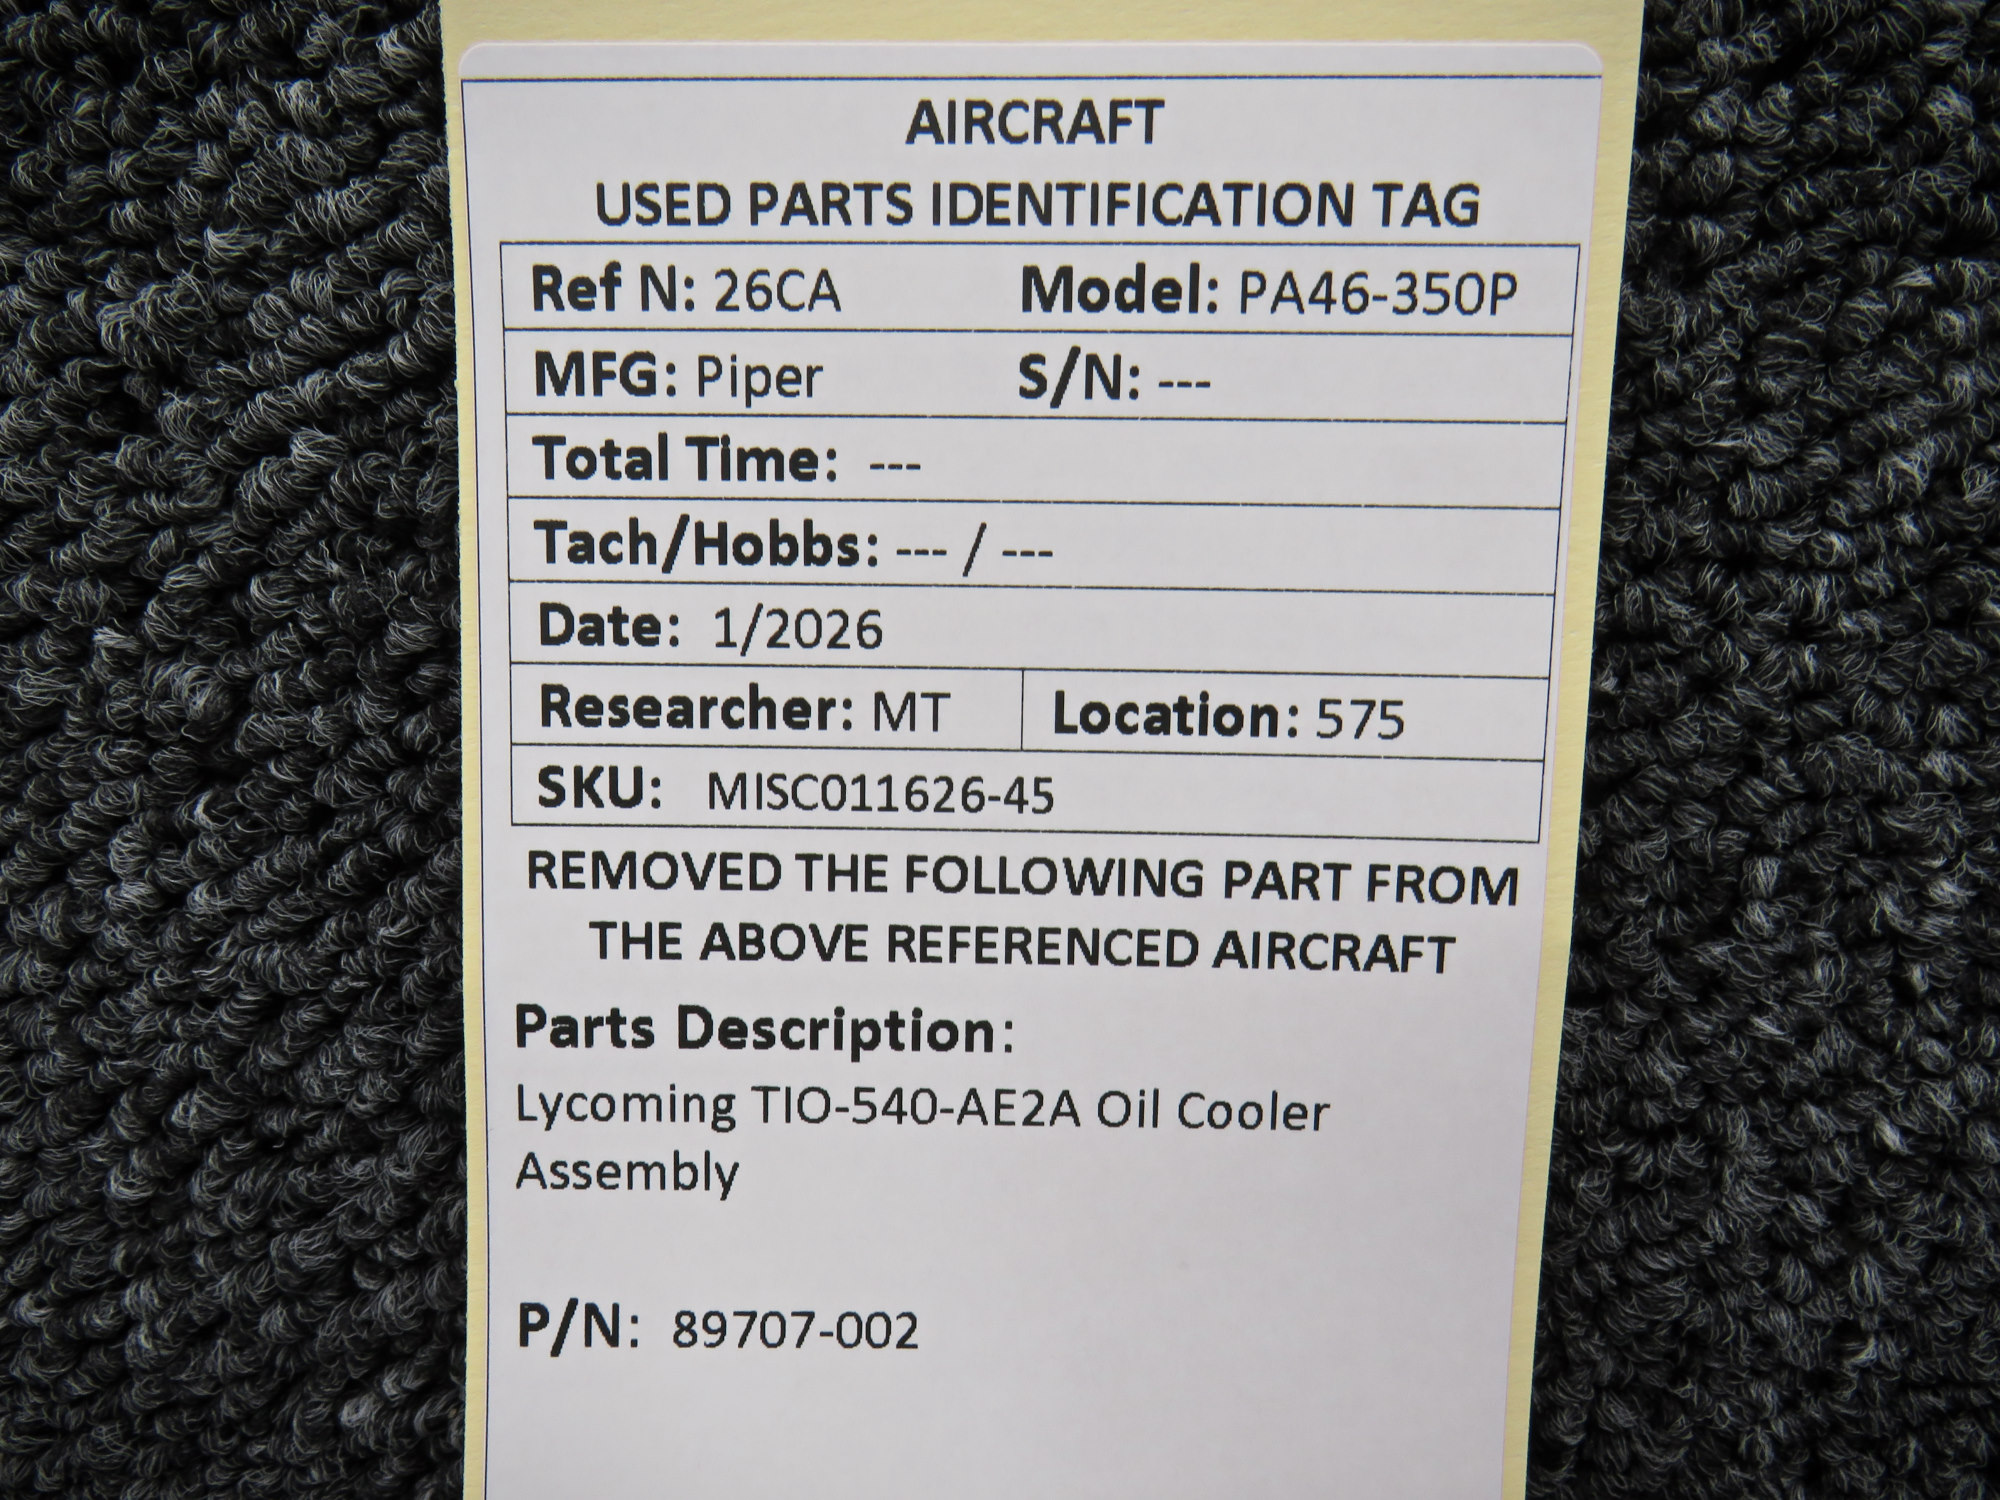 AIRCRAFT
USED PARTS IDENTIFICATION TAG
Ref N: 26CA Model: PA46-350P
MFG: Piper S/N: ---
Total Time: ---
Tach/Hobbs: --- / ---
Date: 1/2026
Researcher: MT Location: 575
SKU: MISC011626-45
REMOVED THE FOLLOWING PART FROM
THE ABOVE REFERENCED AIRCRAFT
Parts Description:
Lycoming TIO-540-AE2A Oil Cooler
Assembly
P/N: 89707-002